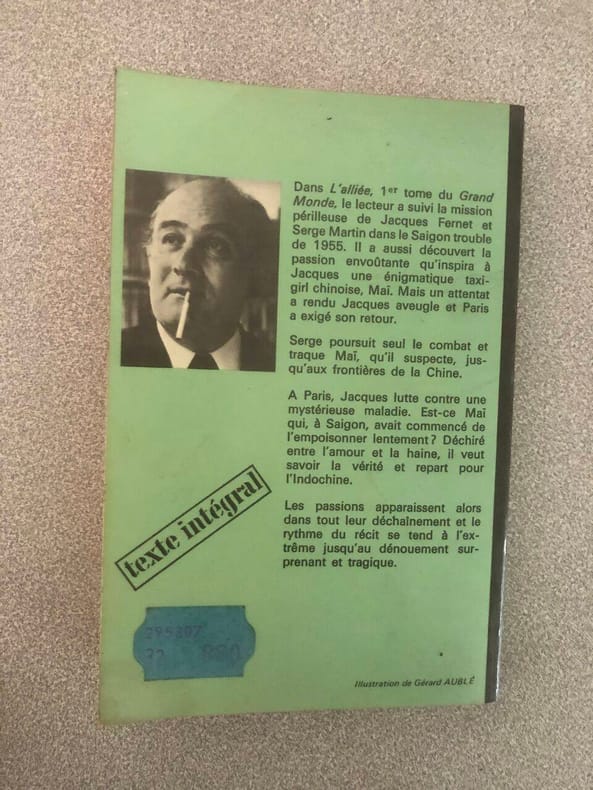 Dans L'alliée, 1er tome du Grand
Monde, le lecteur a suivi la mission
périlleuse de Jacques Fernet et
Serge Martin dans le Saigon trouble
de 1955. Il a aussi découvert la
passion envoûtante qu'inspira à
Jacques une énigmatique taxi-
girl chinoise, Maï. Mais un attentat
a rendu Jacques aveugle et Paris
a exigé son retour.
Serge poursuit seul le combat et
traque Maï, qu'il suspecte, jus-
qu'aux frontières de la Chine.
A Paris, Jacques lutte contre une
mystérieuse maladie. Est-ce Maï
qui, à Saigon, avait commencé de
l'empoisonner lentement? Déchiré
entre l'amour et la haine, il veut
savoir la vérité et repart pour
l'Indochine.
Les passions apparaissent alors
dans tout leur déchaînement et le
rythme du récit se tend à l'ex-
trême jusqu'au dénouement sur-
prenant et tragique.
texte intégral
Illustration de Gérard AUBLÉ